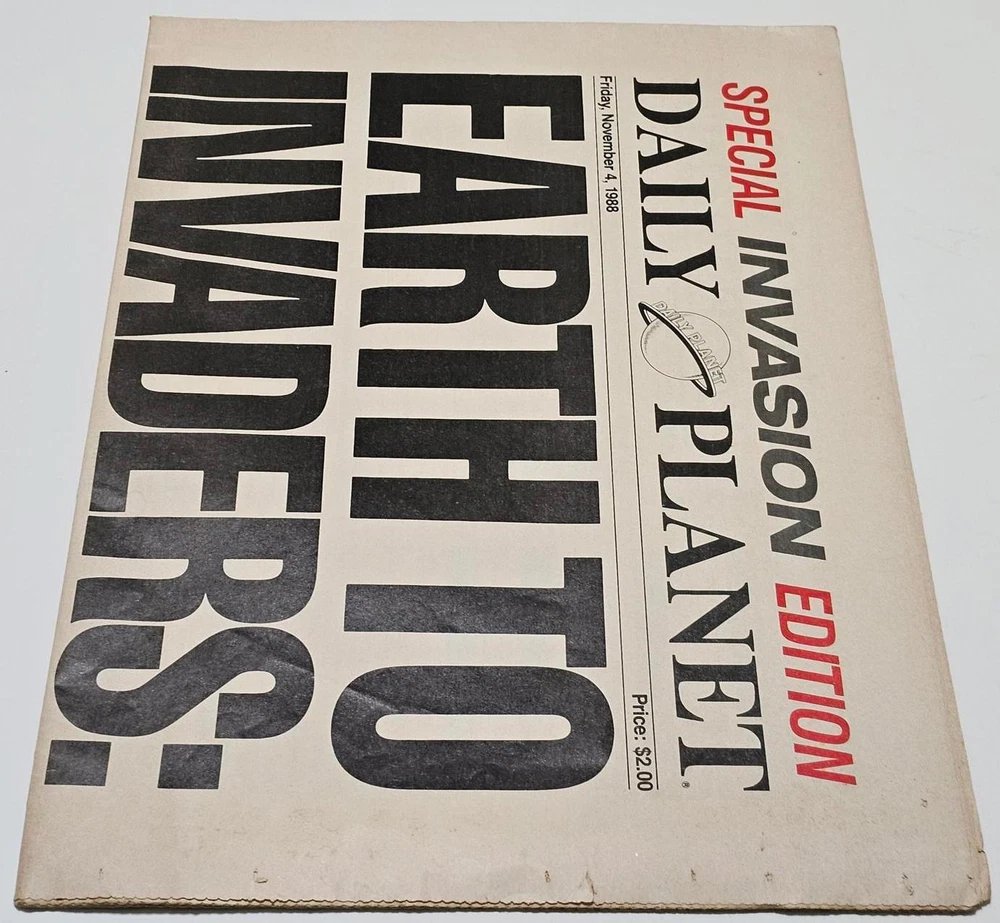 SPECIAL INVASION EDITION
DAILY PLANET
DAILY PLANET
Friday, November 4, 1988
Price: $2.00
EARTH TO
INVADERS: